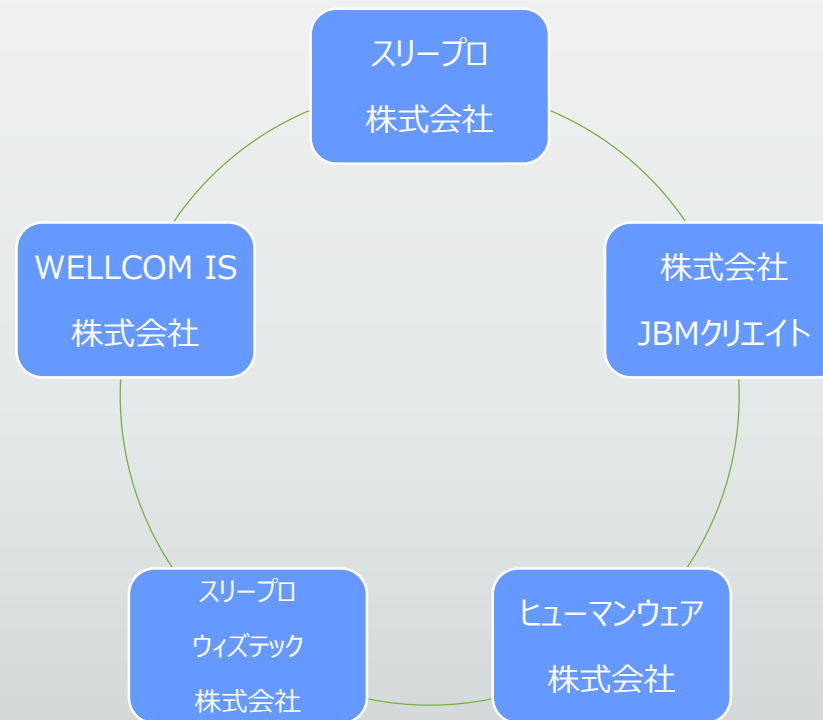 スリープロ
株式会社
WELLCOM IS
株式会社
株式会社
JBMクリエイト
スリープロ
ウィズテック
株式会社
ヒューマンウェア
株式会社